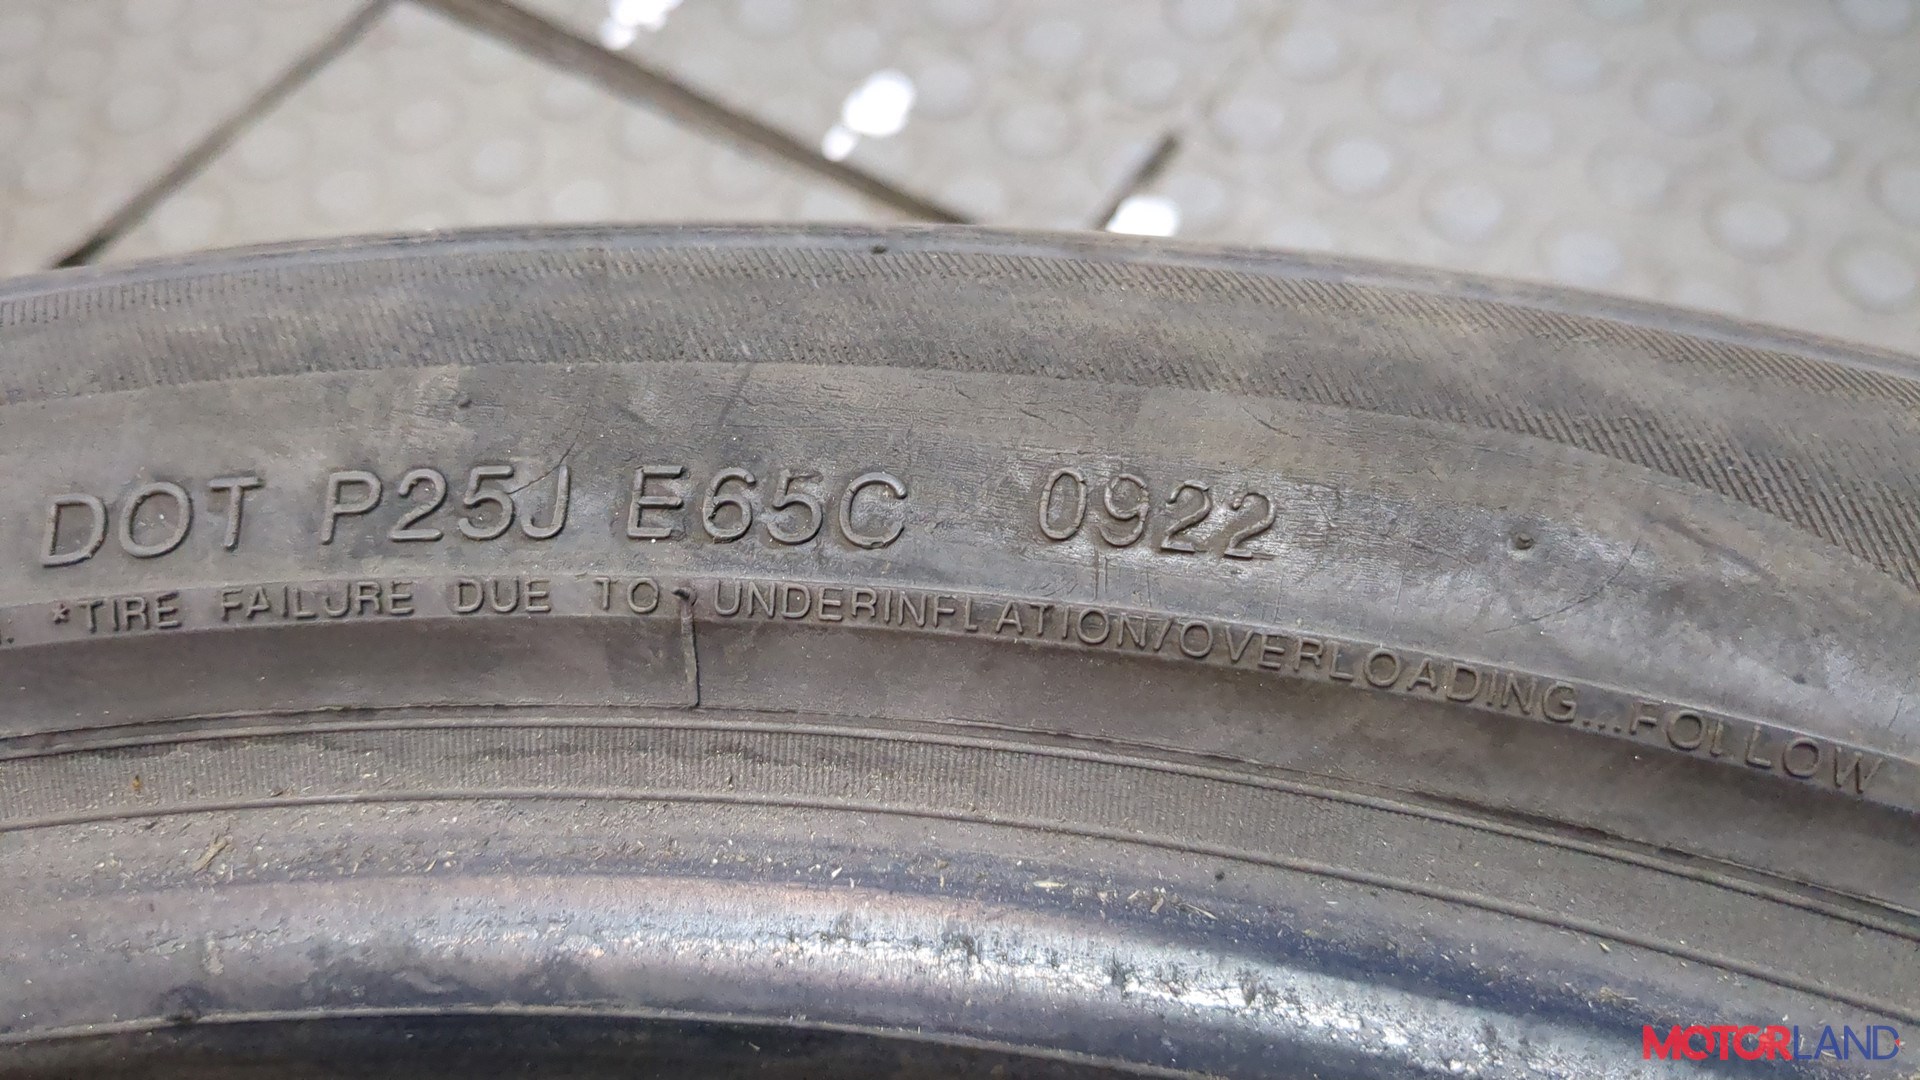 DOT P25J E65C 0922
*TIRE FAILURE DUE TO UNDERINFLATION/OVERLOADING...FOLLOW
MOTORLAND